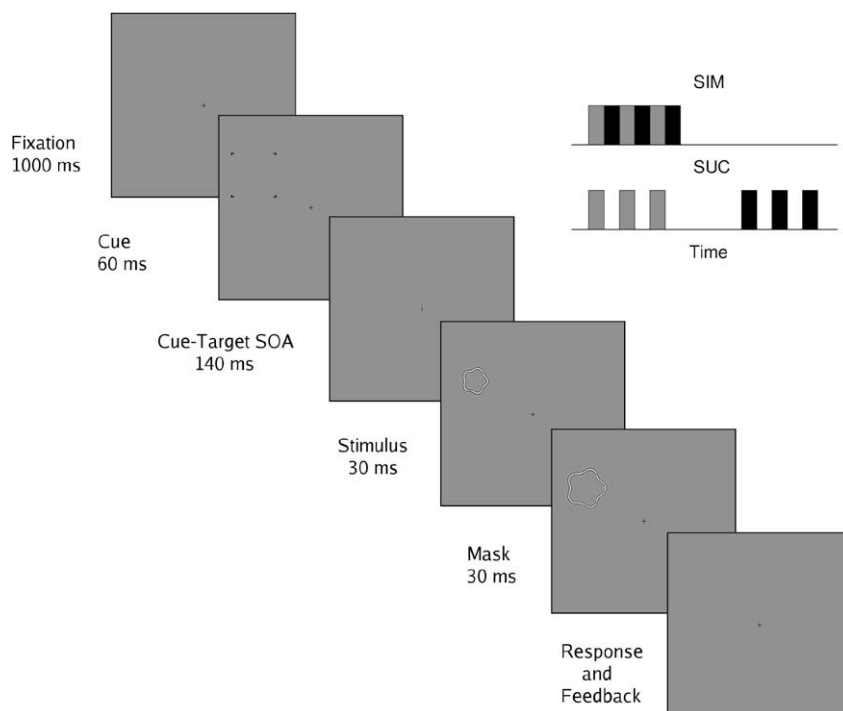 Fixation
1000 ms
Cue
60 ms
Cue-Target SOA
140 ms
Stimulus
30 ms
Mask
30 ms
Response
and
Feedback
SIM
SUC
Time